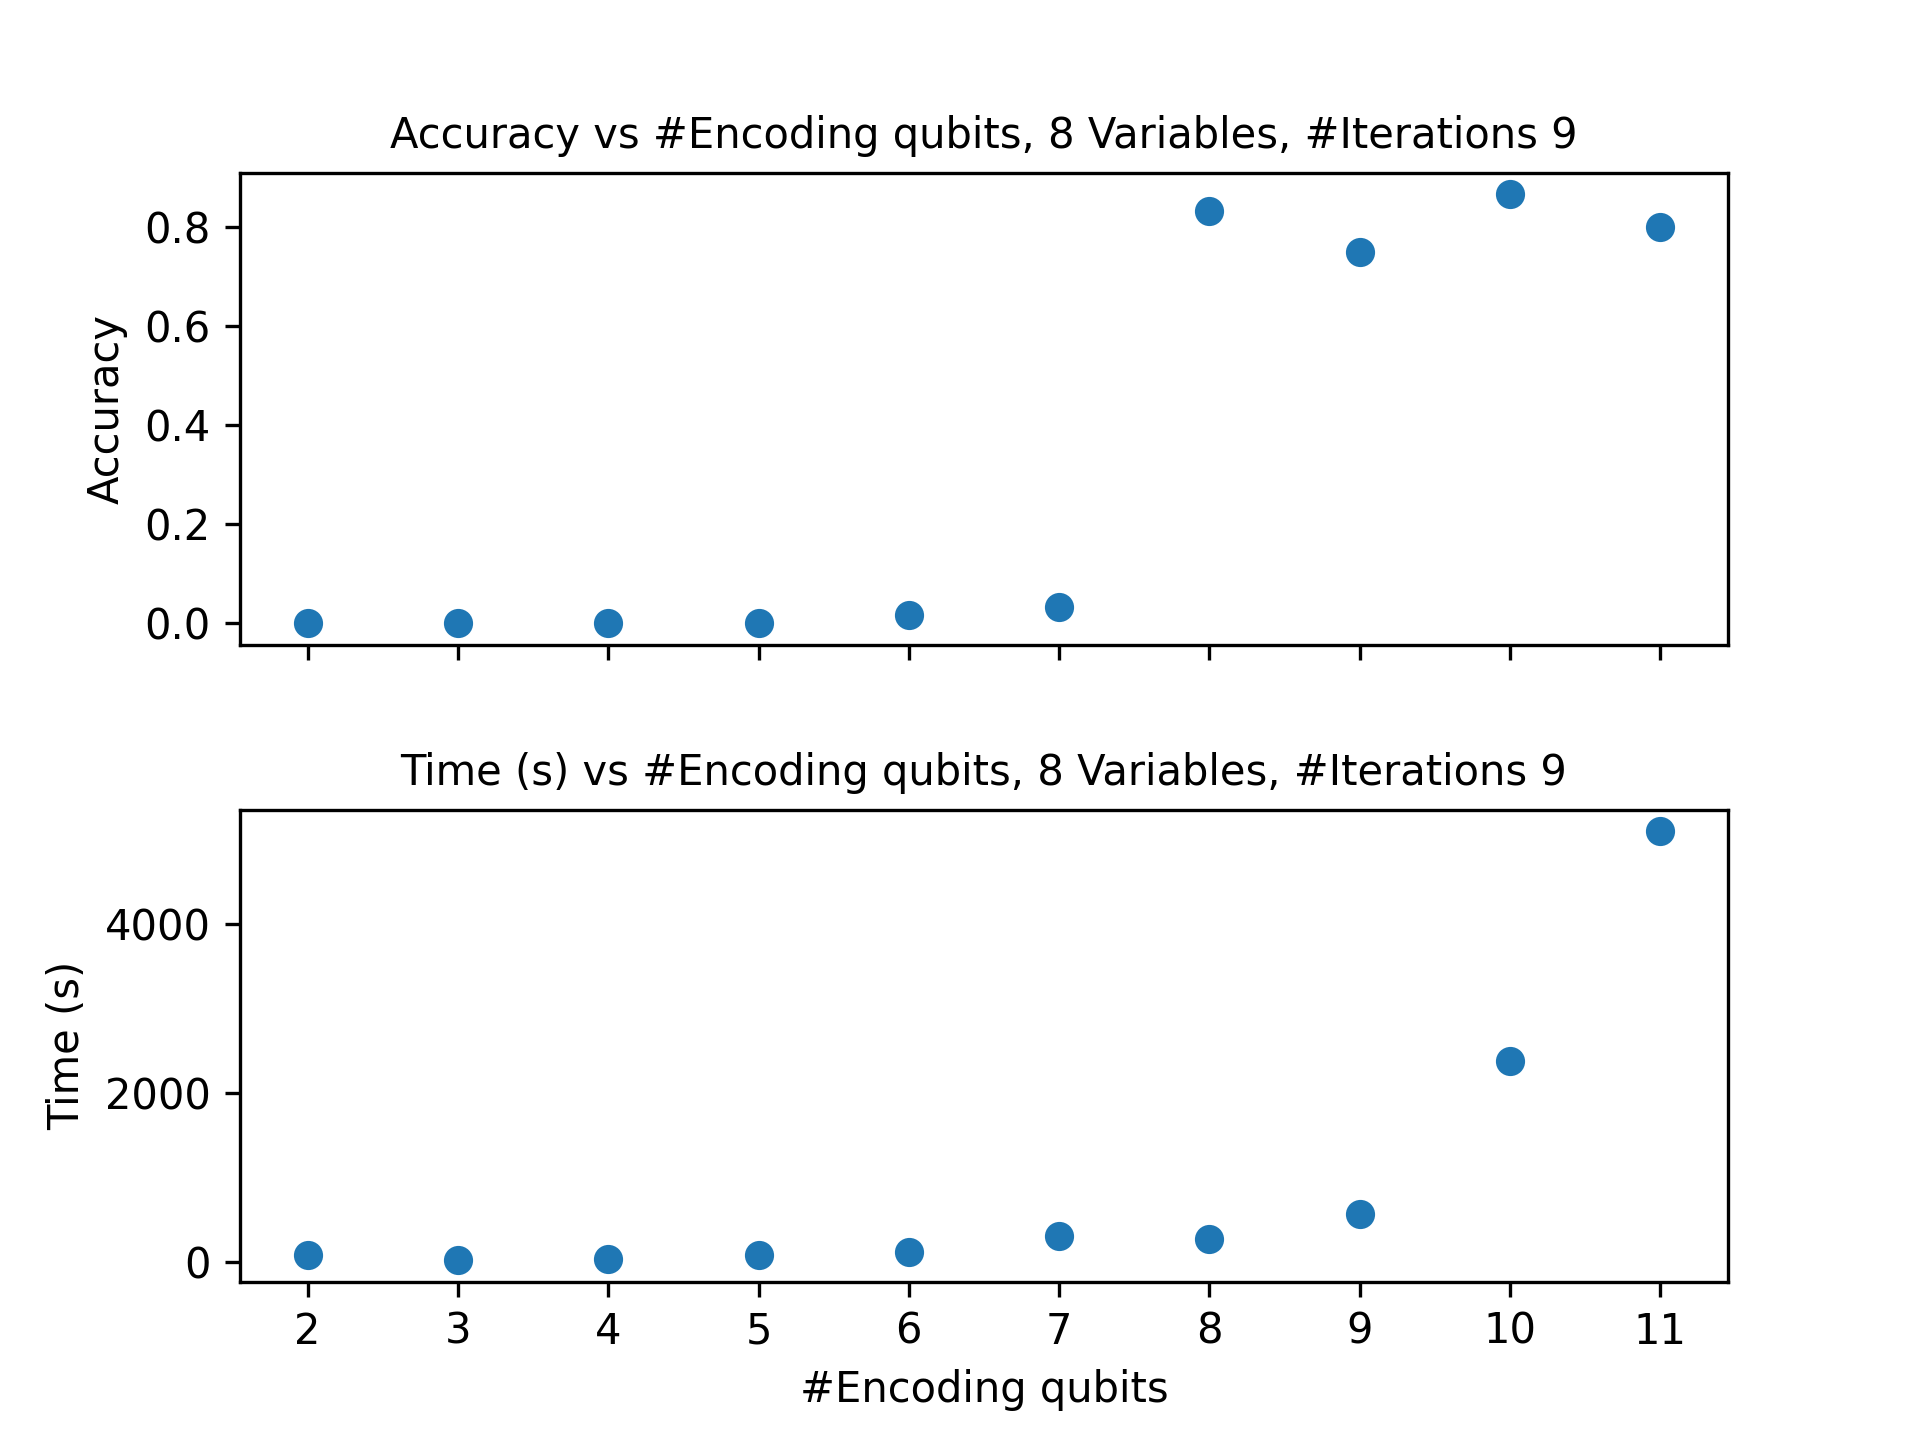 Accuracy vs #Encoding qubits, 8 Variables, #Iterations 9
0.8
0.6
0.4
0.2
0.0
Accuracy
Time (s) vs #Encoding qubits, 8 Variables, #Iterations 9
4000
2000
0
Time (s)
2 3 4 5 6 7 8 9 10 11
#Encoding qubits